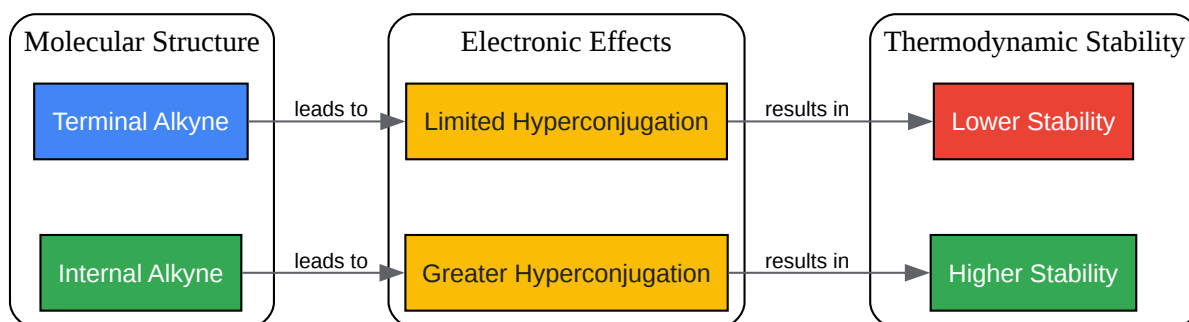 Molecular Structure
Electronic Effects
Thermodynamic Stability
Terminal Alkyne
leads to
Limited Hyperconjugation
results in
Lower Stability
Internal Alkyne
leads to
Greater Hyperconjugation
results in
Higher Stability